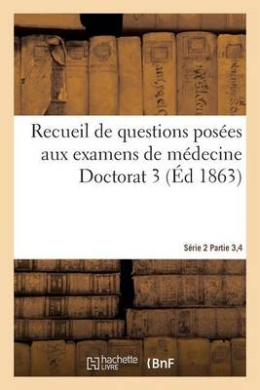 Recueil de questions posées
aux examens de médecine
Doctorat 3 (Éd 1863)
Série 2 Partie 3,4
hachette
LIVRE
{BnF